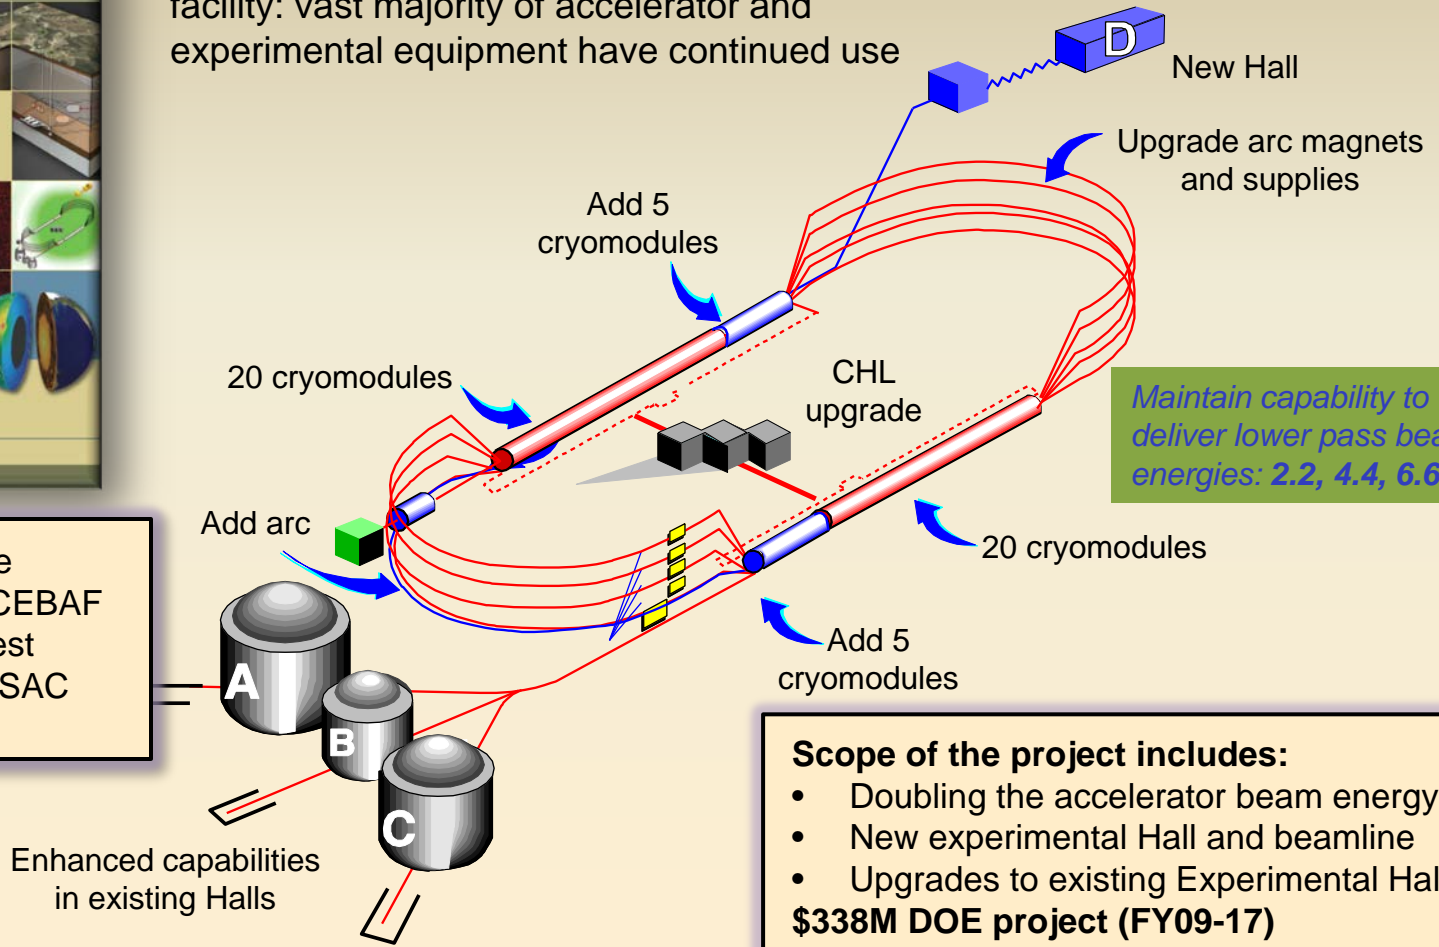 facility: vast majority of accelerator and
experimental equipment have continued use
D
New Hall
Upgrade arc magnets
and supplies
Add 5
cryomodules
20 cryomodules
CHL
upgrade
Maintain capability to
deliver lower pass bea
energies: 2.2, 4.4, 6.6
Add arc
20 cryomodules
e
CEBAF
est
SAC
A
B
C
Add 5
cryomodules
Enhanced capabilities
in existing Halls
Scope of the project includes:
• Doubling the accelerator beam energy
• New experimental Hall and beamline
• Upgrades to existing Experimental Hal
$338M DOE project (FY09-17)